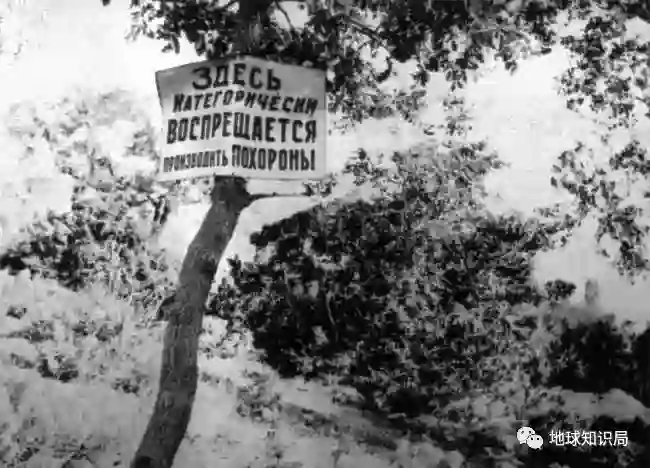 ЗДЕСЬ
КАТЕГОРИЧЕСКИ
ВОСПРЕЩАЕТСЯ
ПРОИЗВОДИТЬ ПОХОРОНЫ
地球知识局